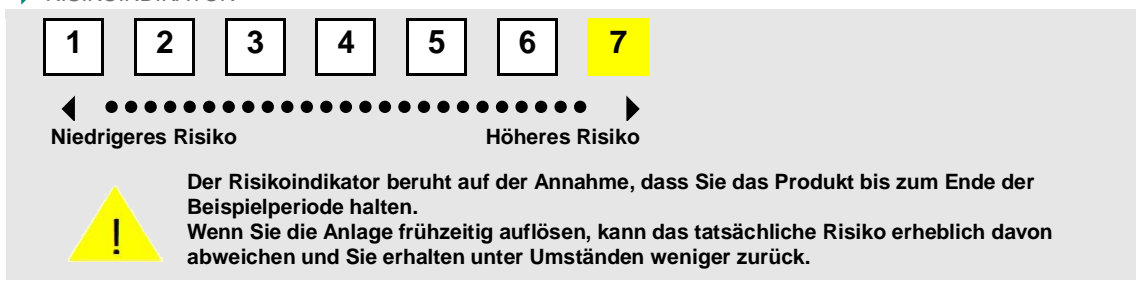 RISIKOINDIKATOR
1 2 3 4 5 6 7
Niedrigeres Risiko Höheres Risiko
Der Risikoindikator beruht auf der Annahme, dass Sie das Produkt bis zum Ende der
Beispielperiode halten.
Wenn Sie die Anlage frühzeitig auflösen, kann das tatsächliche Risiko erheblich davon
abweichen und Sie erhalten unter Umständen weniger zurück.